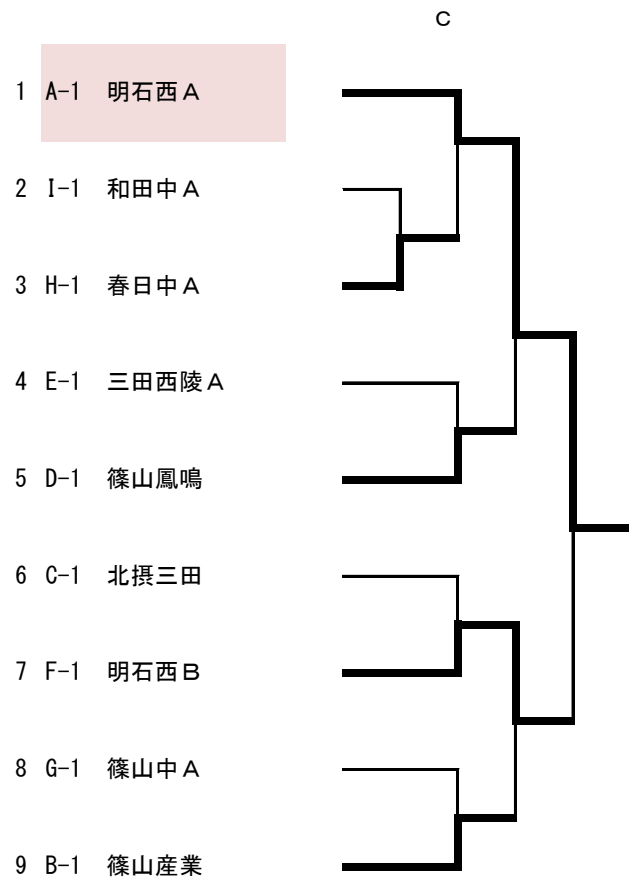 C
1 A-1 明石西A
2 I-1 和田中A
3 H-1 春日中A
4 E-1 三田西陵A
5 D-1 篠山鳳鳴
6 C-1 北摂三田
7 F-1 明石西B
8 G-1 篠山中A
9 B-1 篠山産業